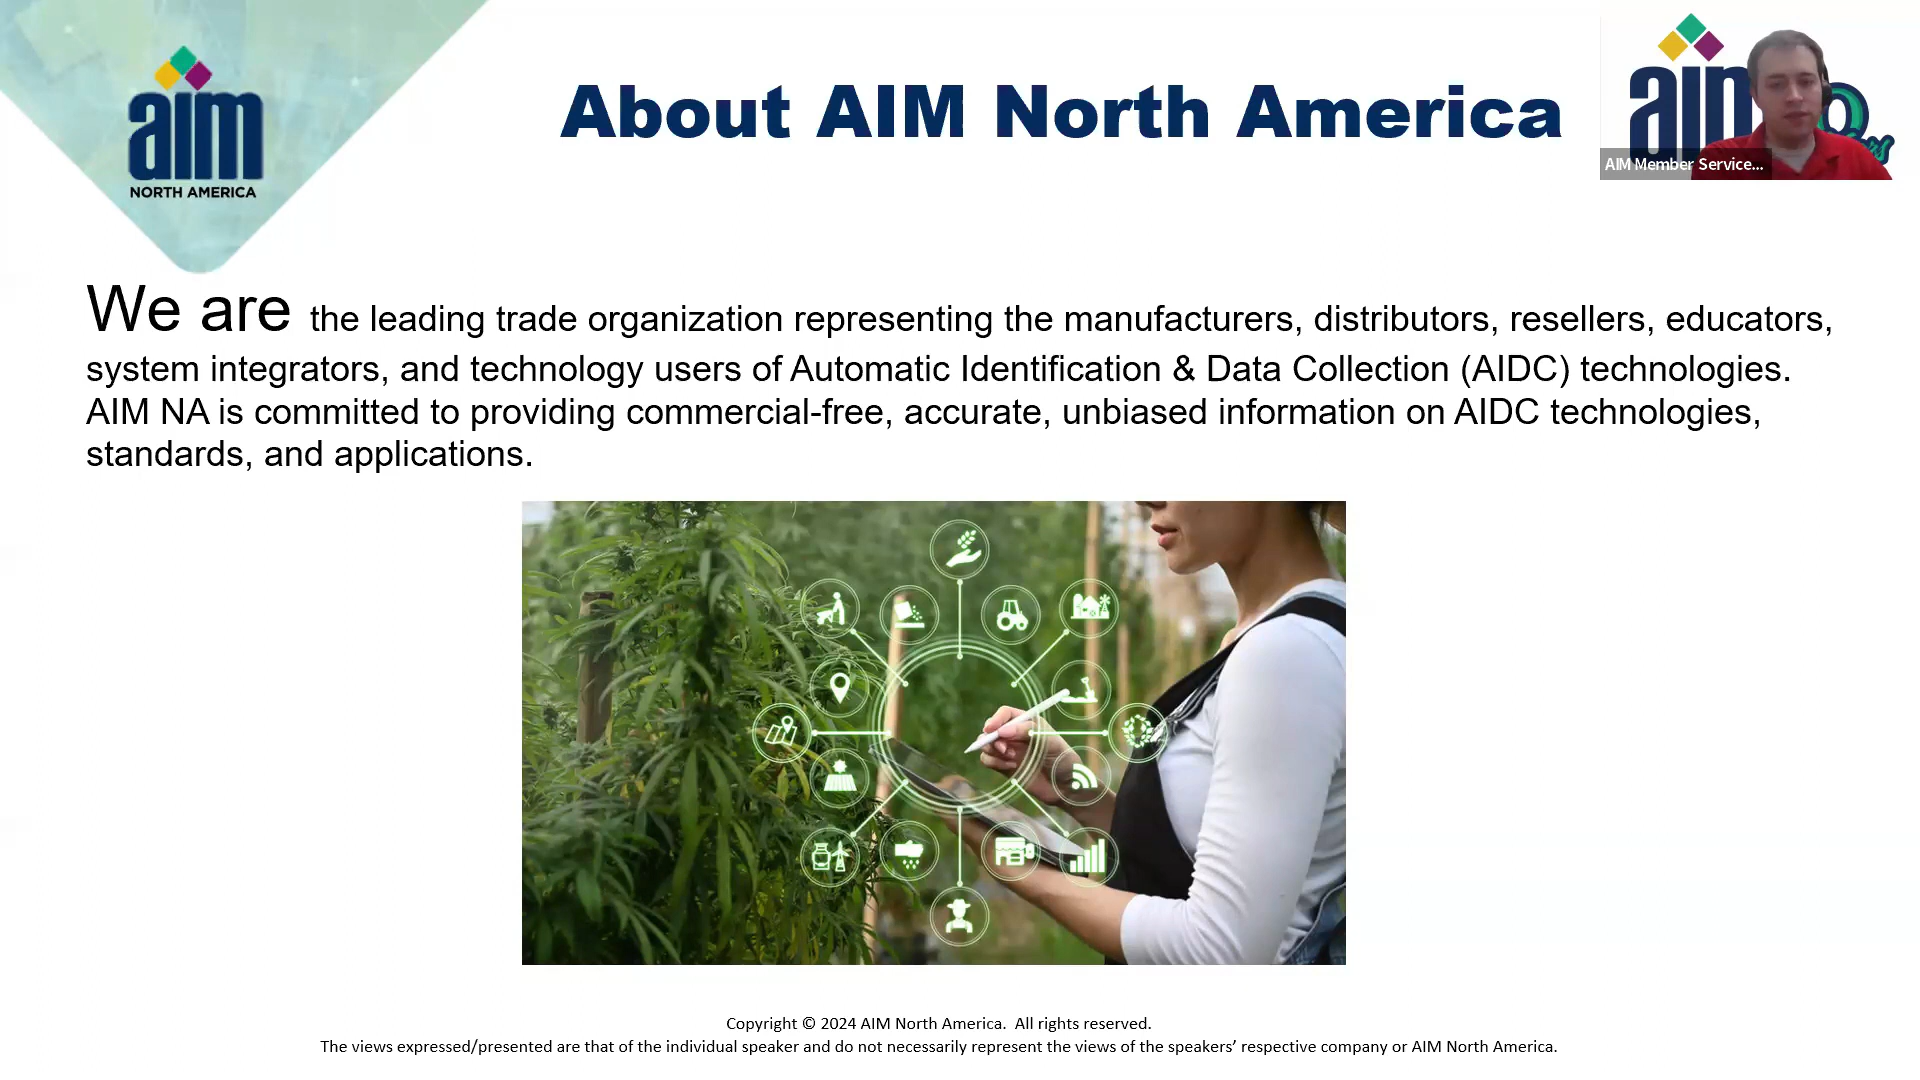 aim
NORTH AMERICA
About AIM North America
aim
AIM Member Service...
We are the leading trade organization representing the manufacturers, distributors, resellers, educators,
system integrators, and technology users of Automatic Identification & Data Collection (AIDC) technologies.
AIM NA is committed to providing commercial-free, accurate, unbiased information on AIDC technologies,
standards, and applications.
Copyright © 2024 AIM North America. All rights reserved.
The views expressed/presented are that of the individual speaker and do not necessarily represent the views of the speakers’ respective company or AIM North America.